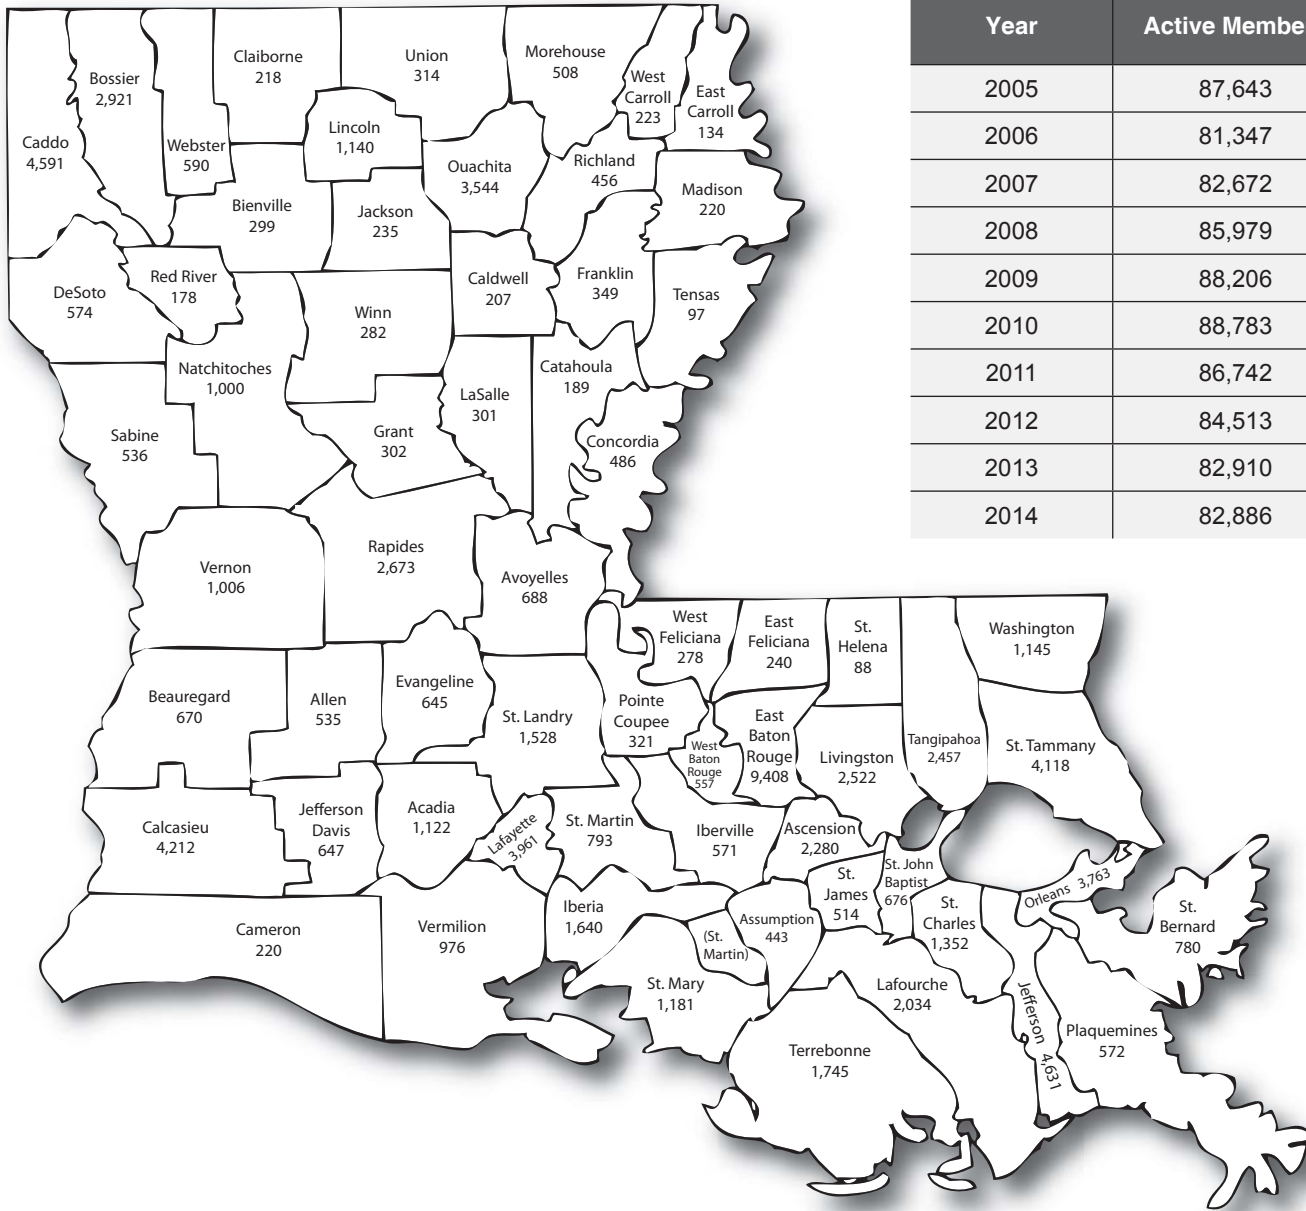 Year Active Membe
2005 87,643
2006 81,347
2007 82,672
2008 85,979
2009 88,206
2010 88,783
2011 86,742
2012 84,513
2013 82,910
2014 82,886
Caddo
4,591
Bossier
2,921
Webster
590
Claiborne
218
Union
314
Lincoln
1,140
Morehouse
508
West
Carroll
223
East
Carroll
134
Ouachita
3,544
Richland
456
Madison
220
Bienville
299
Jackson
235
DeSoto
574
Red River
178
Caldwell
207
Franklin
349
Tensas
97
Winn
282
Natchitoches
1,000
Catahoula
189
LaSalle
301
Sabine
536
Grant
302
Concordia
486
Vernon
1,006
Rapides
2,673
Avoyelles
688
West
Feliciana
278
East
Feliciana
240
St.
Helena
88
Washington
1,145
Beauregard
670
Allen
535
Evangeline
645
St. Landry
1,528
Pointe
Coupee
321
West
Baton
Rouge
557
East
Baton
Rouge
9,408
Livingston
2,522
Tangipahoa
2,457
St. Tammany
4,118
Calcasieu
4,212
Jefferson
Davis
647
Acadia
1,122
Lafayette
3,961
St. Martin
793
Iberville
571
Ascension
2,280
St.
James
514
St. John
Baptist
676
Orleans 3,763
St.
Charles
1,352
St.
Bernard
780
Cameron
220
Vermilion
976
Iberia
1,640
(St.
Martin)
Assumption
443
St. Mary
1,181
Lafourche
2,034
Jefferson 4,631
Plaquemines
572
Terrebonne
1,745